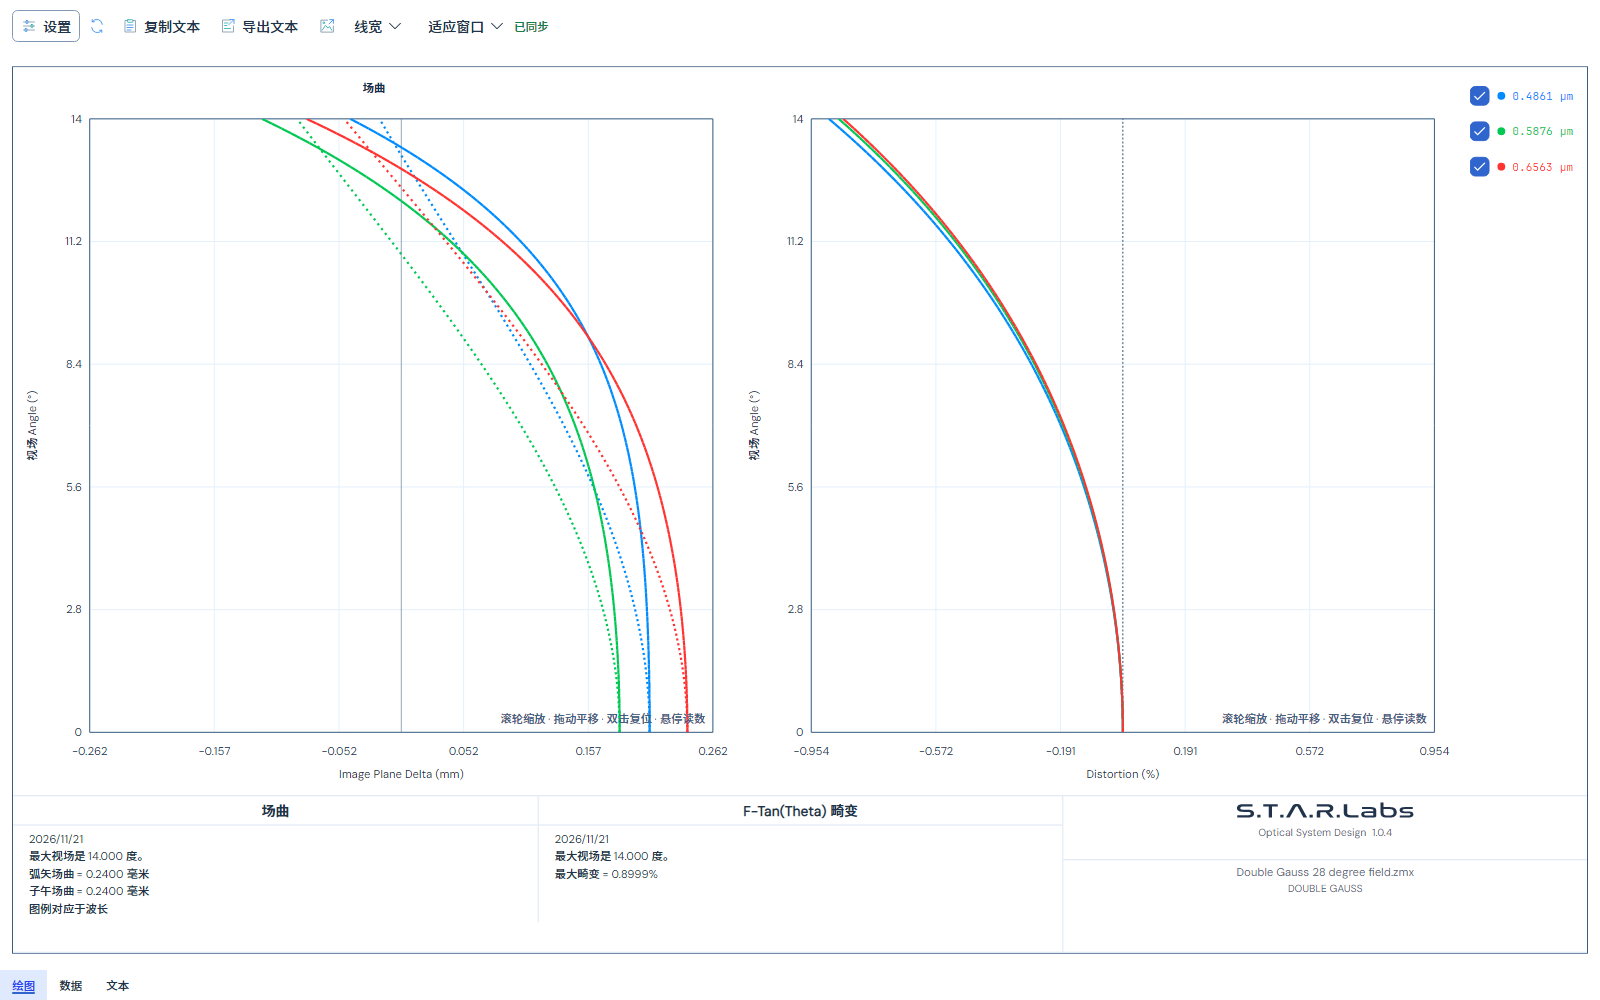 设置 复制文本 导出文本 线宽 适应窗口 已同步
场曲
0.4861 µm
0.5876 µm
0.6563 µm
14
11.2
8.4
5.6
2.8
0
视场 Angle (°)
滚轮缩放 · 拖动平移 · 双击复位 · 悬停读数
-0.262 -0.157 -0.052 0.052 0.157 0.262
Image Plane Delta (mm)
14
11.2
8.4
5.6
2.8
0
视场 Angle (°)
滚轮缩放 · 拖动平移 · 双击复位 · 悬停读数
-0.954 -0.572 -0.191 0.191 0.572 0.954
Distortion (%)
场曲
2026/11/21
最大视场是 14.000 度。
弧矢场曲 = 0.2400 毫米
子午场曲 = 0.2400 毫米
图例对应于波长
F-Tan(Theta) 畸变
2026/11/21
最大视场是 14.000 度。
最大畸变 = 0.8999%
S.T.A.R.Labs
Optical System Design 1.0.4
Double Gauss 28 degree field.zmx
DOUBLE GAUSS
绘图 数据 文本